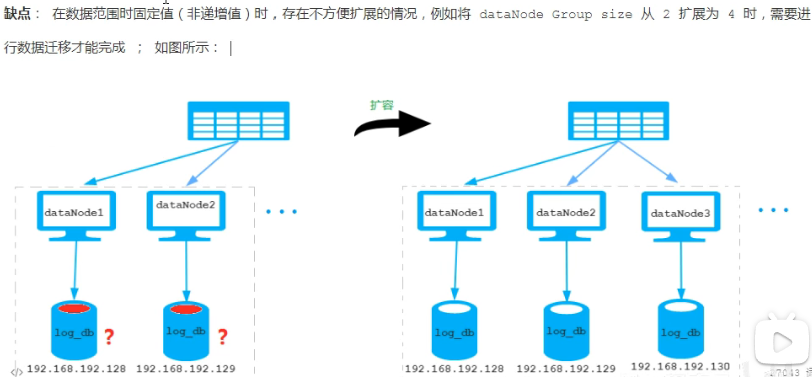 缺点： 在数据范围时固定值（非递增值）时，存在不方便扩展的情况，例如将 dataNode Group size 从 2 扩展为 4 时，需要进
行数据迁移才能完成 ； 如图所示：
扩容
dataNode1
dataNode2
...
dataNode1
dataNode2
dataNode3
...
log_db
?
log_db
?
log_db
log_db
log_db
</> 192.168.192.128
192.168.192.129
192.168.192.128
192.168.192.129
192.168.192.130